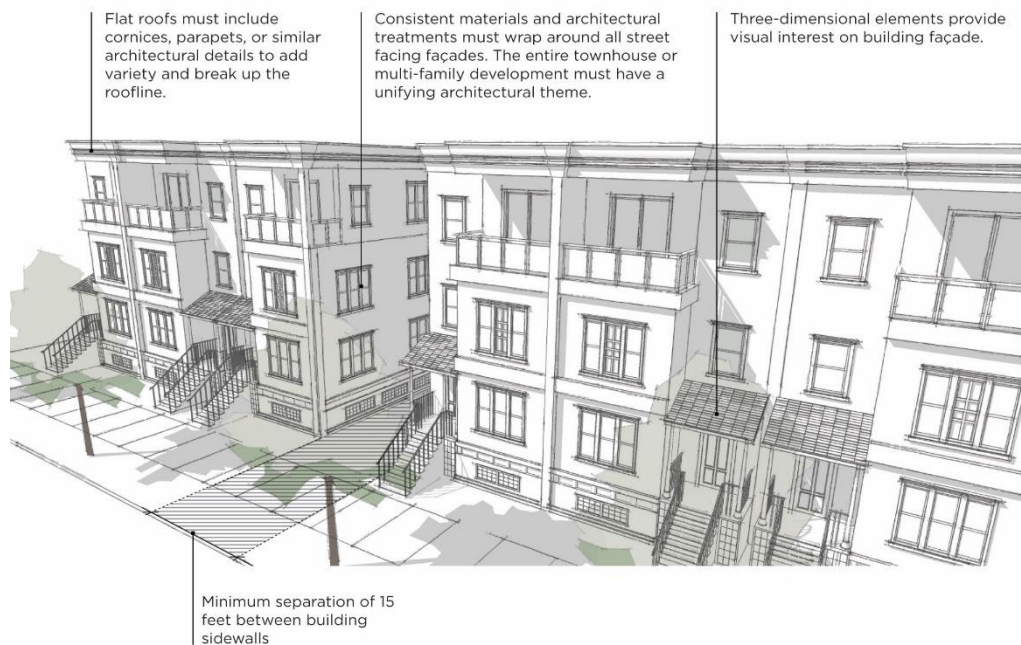 Flat roofs must include
cornices, parapets, or similar
architectural details to add
variety and break up the
roofline.
Consistent materials and architectural
treatments must wrap around all street
facing façades. The entire townhouse or
multi-family development must have a
unifying architectural theme.
Three-dimensional elements provide
visual interest on building façade.
Minimum separation of 15
feet between building
sidewalls